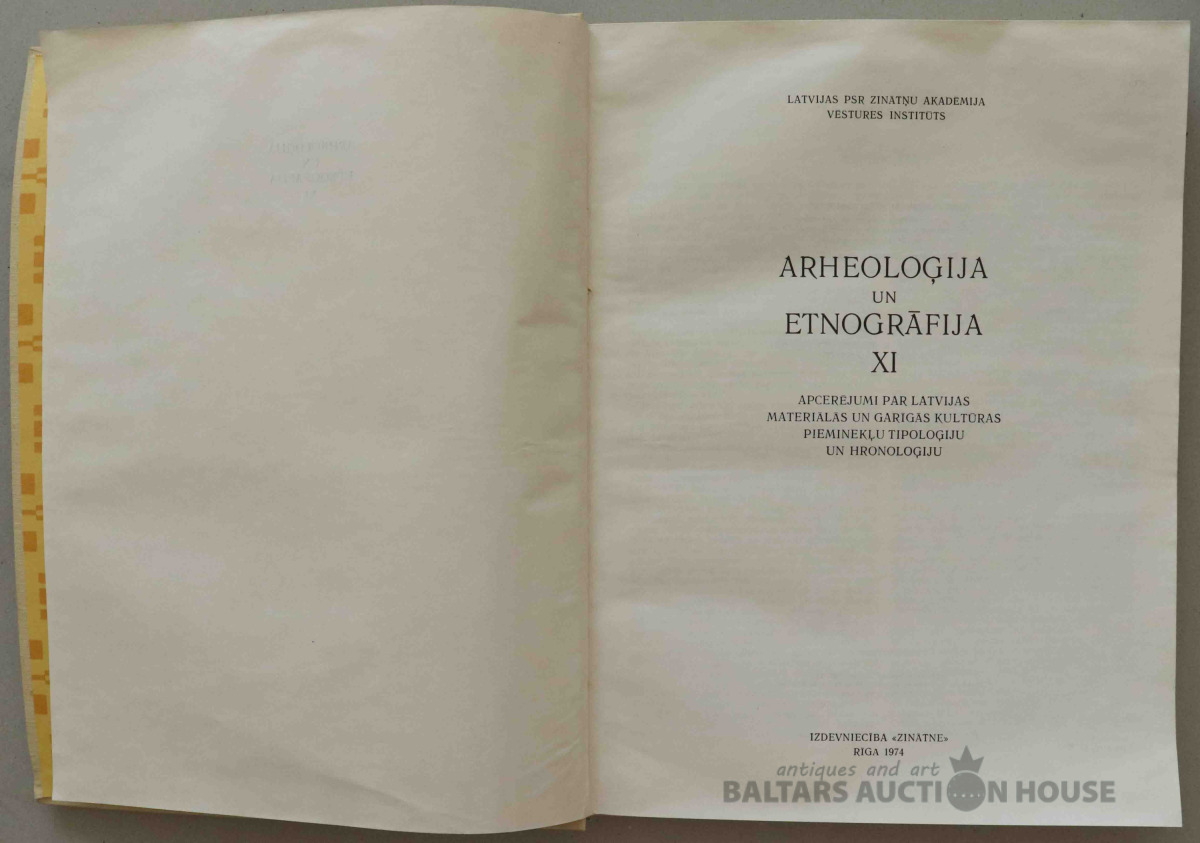 LATVIJAS PSR ZINĀTŅU AKADĒMIJA
VĒSTURES INSTITŪTS
ARHEOLOĢIJA
UN
ETNOGRĀFIJA
XI
APCERĒJUMI PAR LATVIJAS
MATERIĀLĀS UN GARĪGĀS KULTŪRAS
PIEMINEKĻU TIPOLOĢIJU
UN HRONOLOĢIJU
IZDEVNIECĪBA «ZINĀTNE»
RĪGA 1974
antiques and art
BALTARS AUCTION HOUSE